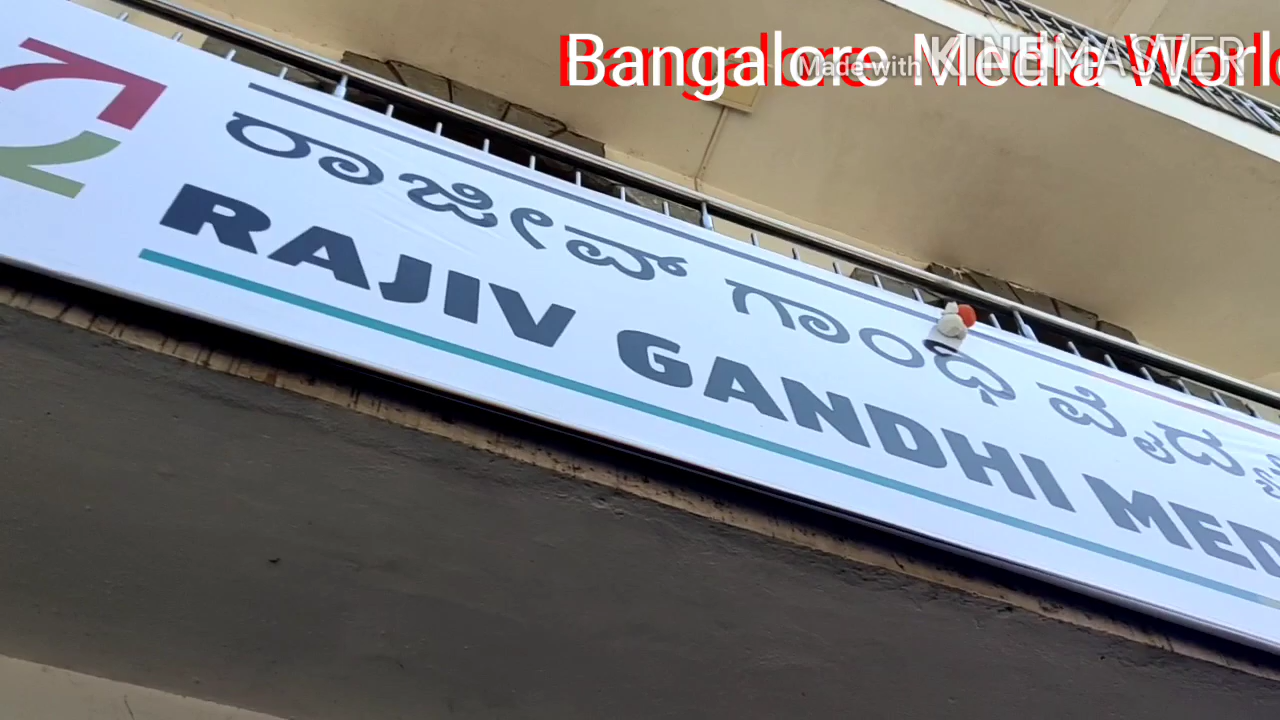 Bangalore Media World
Made with KINEMASTER
ರಾಜೀವ್ ಗಾಂಧಿ
RAJIV GANDHI MED